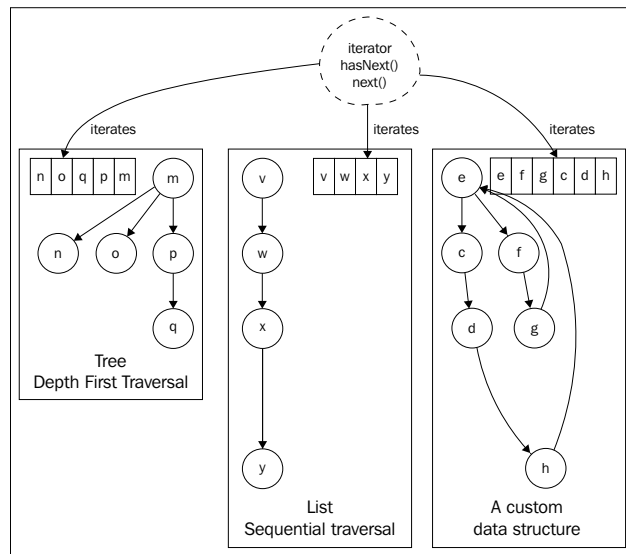 iterator
hasNext()
next()
iterates
iterates
iterates
n o q p m
m
n
o
p
q
Tree
Depth First Traversal
v
v w x y
w
x
y
List
Sequential traversal
e
e f g c d h
c
f
d
g
h
A custom
data structure